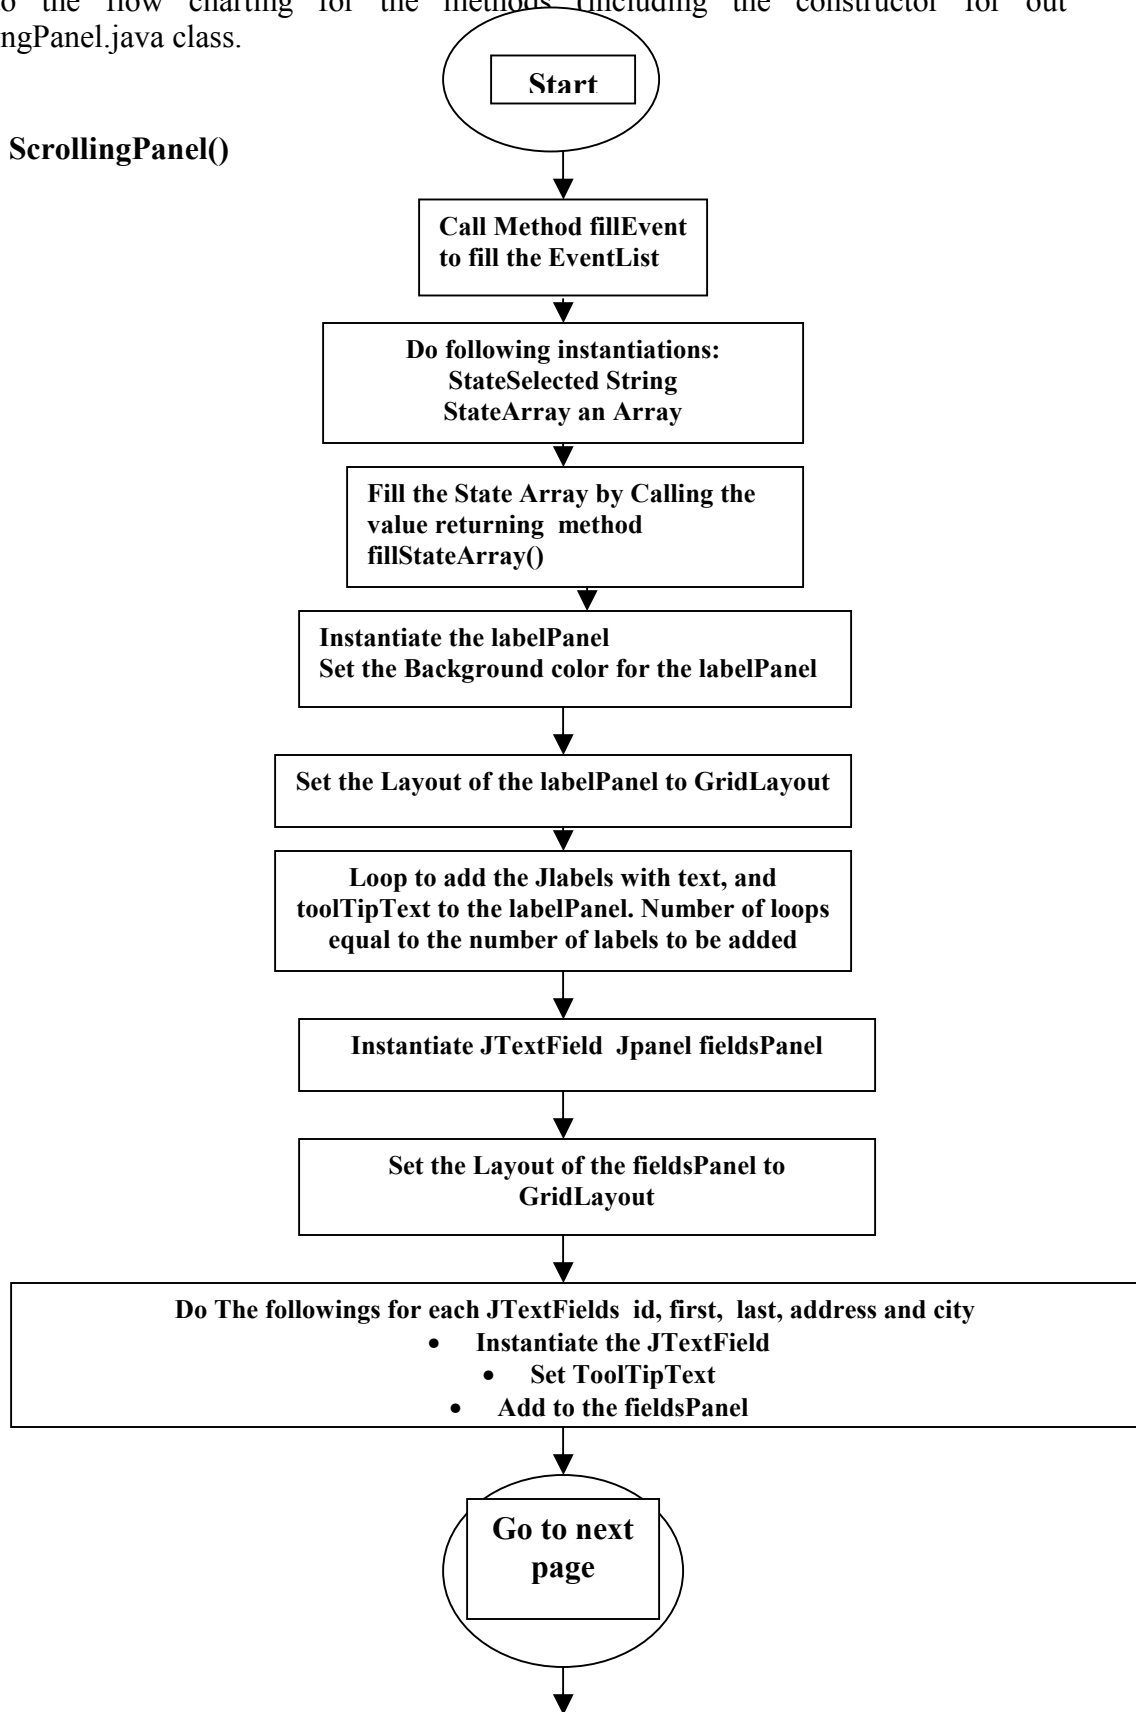 the flow charting for the methods (including the constructor for out
ngPanel.java class.
Start
ScrollingPanel()
Call Method fillEvent
to fill the EventList
Do following instantiations:
StateSelected String
StateArray an Array
Fill the State Array by Calling the
value returning method
fillStateArray()
Instantiate the labelPanel
Set the Background color for the labelPanel
Set the Layout of the labelPanel to GridLayout
Loop to add the Jlabels with text, and
toolTipText to the labelPanel. Number of loops
equal to the number of labels to be added
Instantiate JTextField Jpanel fieldsPanel
Set the Layout of the fieldsPanel to
GridLayout
Do The followings for each JTextFields id, first, last, address and city
• Instantiate the JTextField
• Set ToolTipText
• Add to the fieldsPanel
Go to next
page